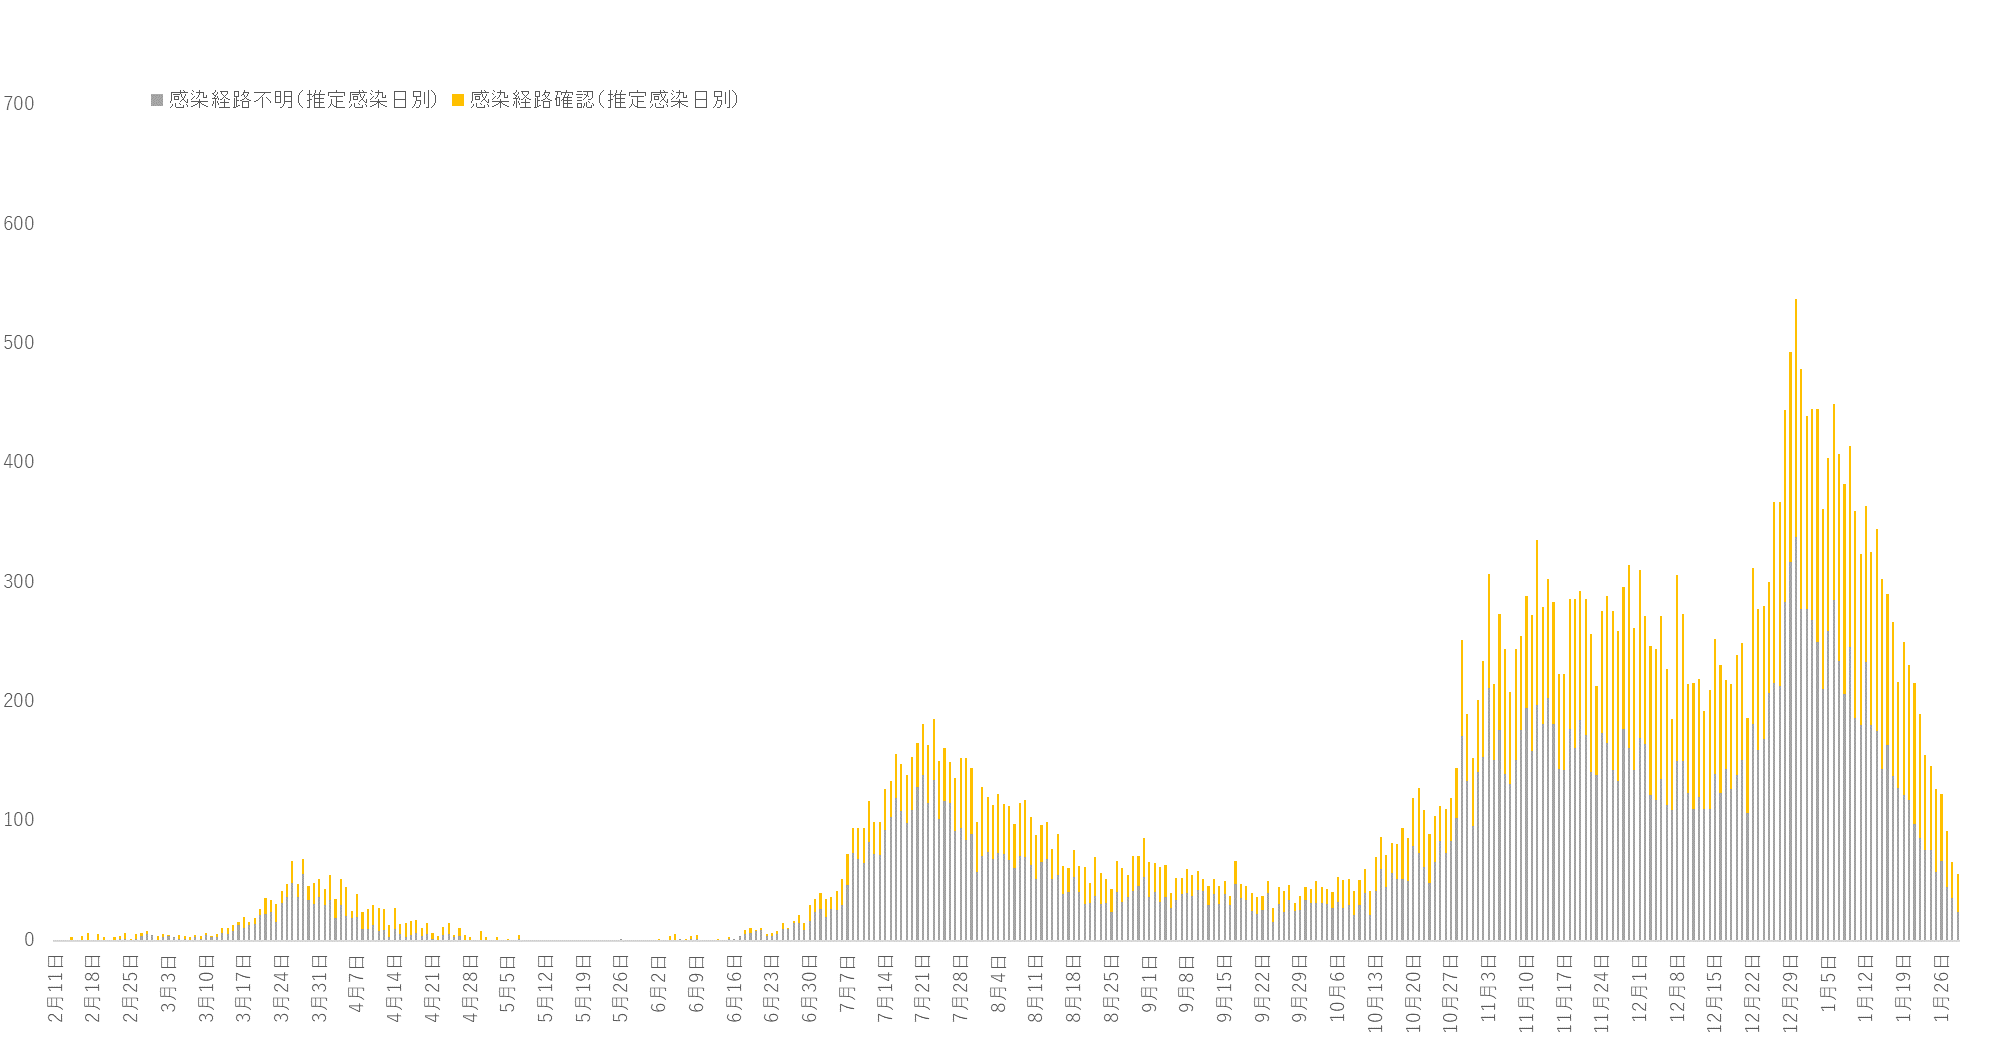 感染経路不明(推定感染日別) 感染経路確認(推定感染日別)
700
600
500
400
300
200
100
0
2月11日
2月18日
2月25日
3月3日
3月10日
3月17日
3月24日
3月31日
4月7日
4月14日
4月21日
4月28日
5月5日
5月12日
5月19日
5月26日
6月2日
6月9日
6月16日
6月23日
6月30日
7月7日
7月14日
7月21日
7月28日
8月4日
8月11日
8月18日
8月25日
9月1日
9月8日
9月15日
9月22日
9月29日
10月6日
10月13日
10月20日
10月27日
11月3日
11月10日
11月17日
11月24日
12月1日
12月8日
12月15日
12月22日
12月29日
1月5日
1月12日
1月19日
1月26日